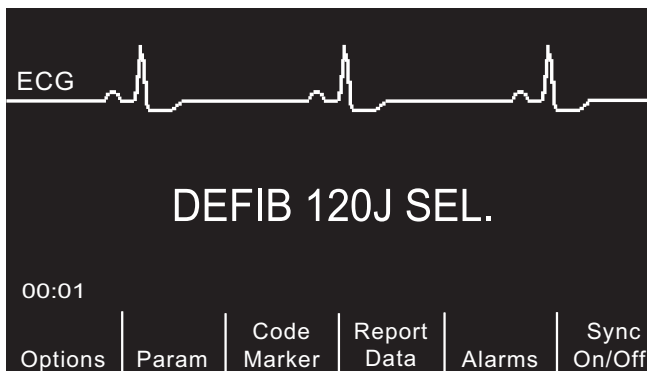 ECG
DEFIB 120J SEL.
00:01
Options Param Code Marker Report Data Alarms Sync On/Off